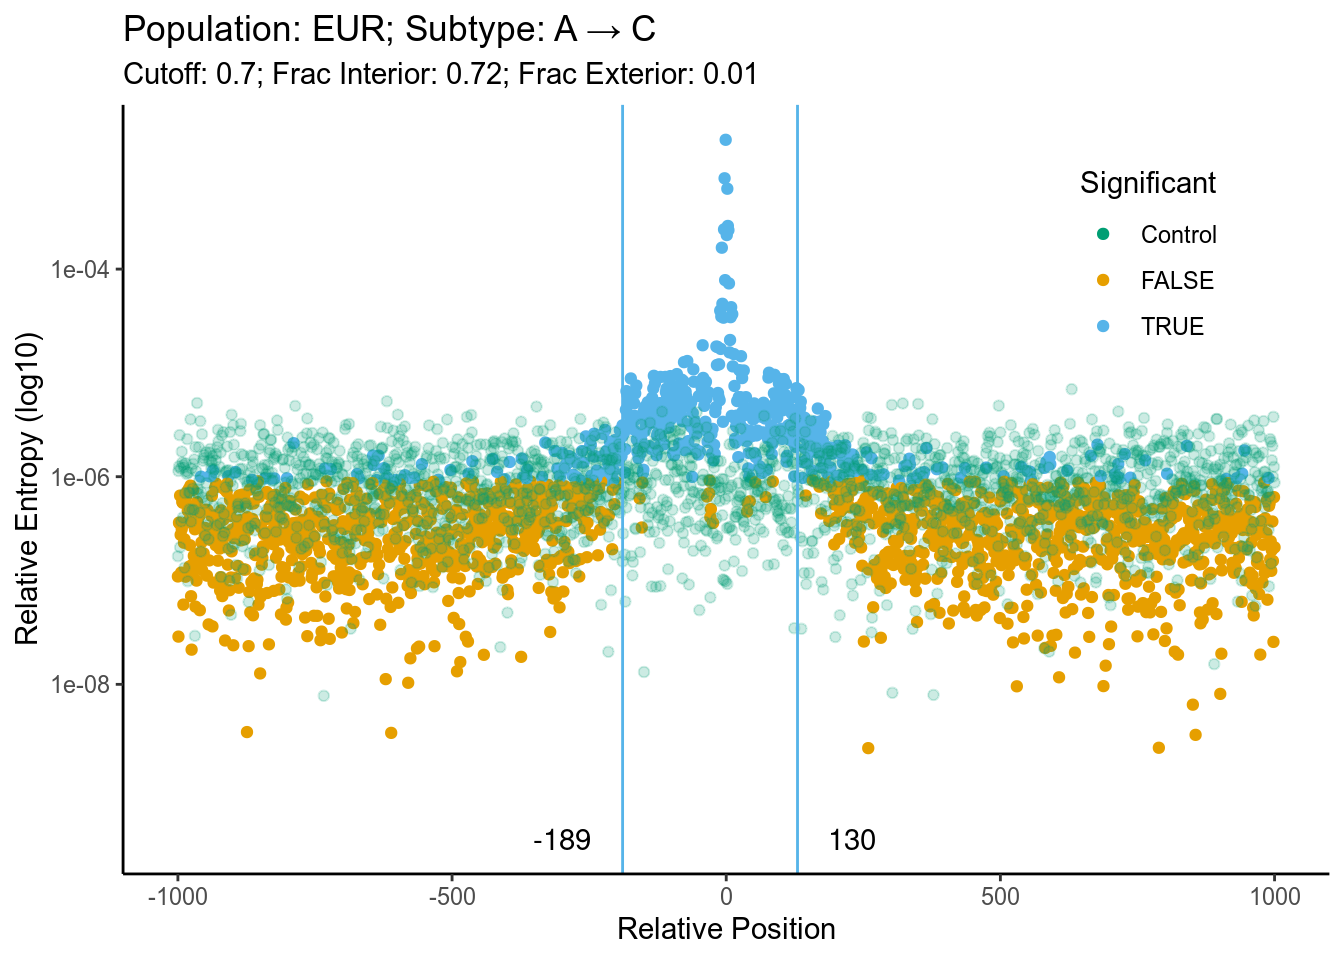 Population: EUR; Subtype: A → C
Cutoff: 0.7; Frac Interior: 0.72; Frac Exterior: 0.01
Significant
Control
FALSE
TRUE
1e-04
1e-06
1e-08
Relative Entropy (log10)
-189
130
-1000
-500
0
500
1000
Relative Position